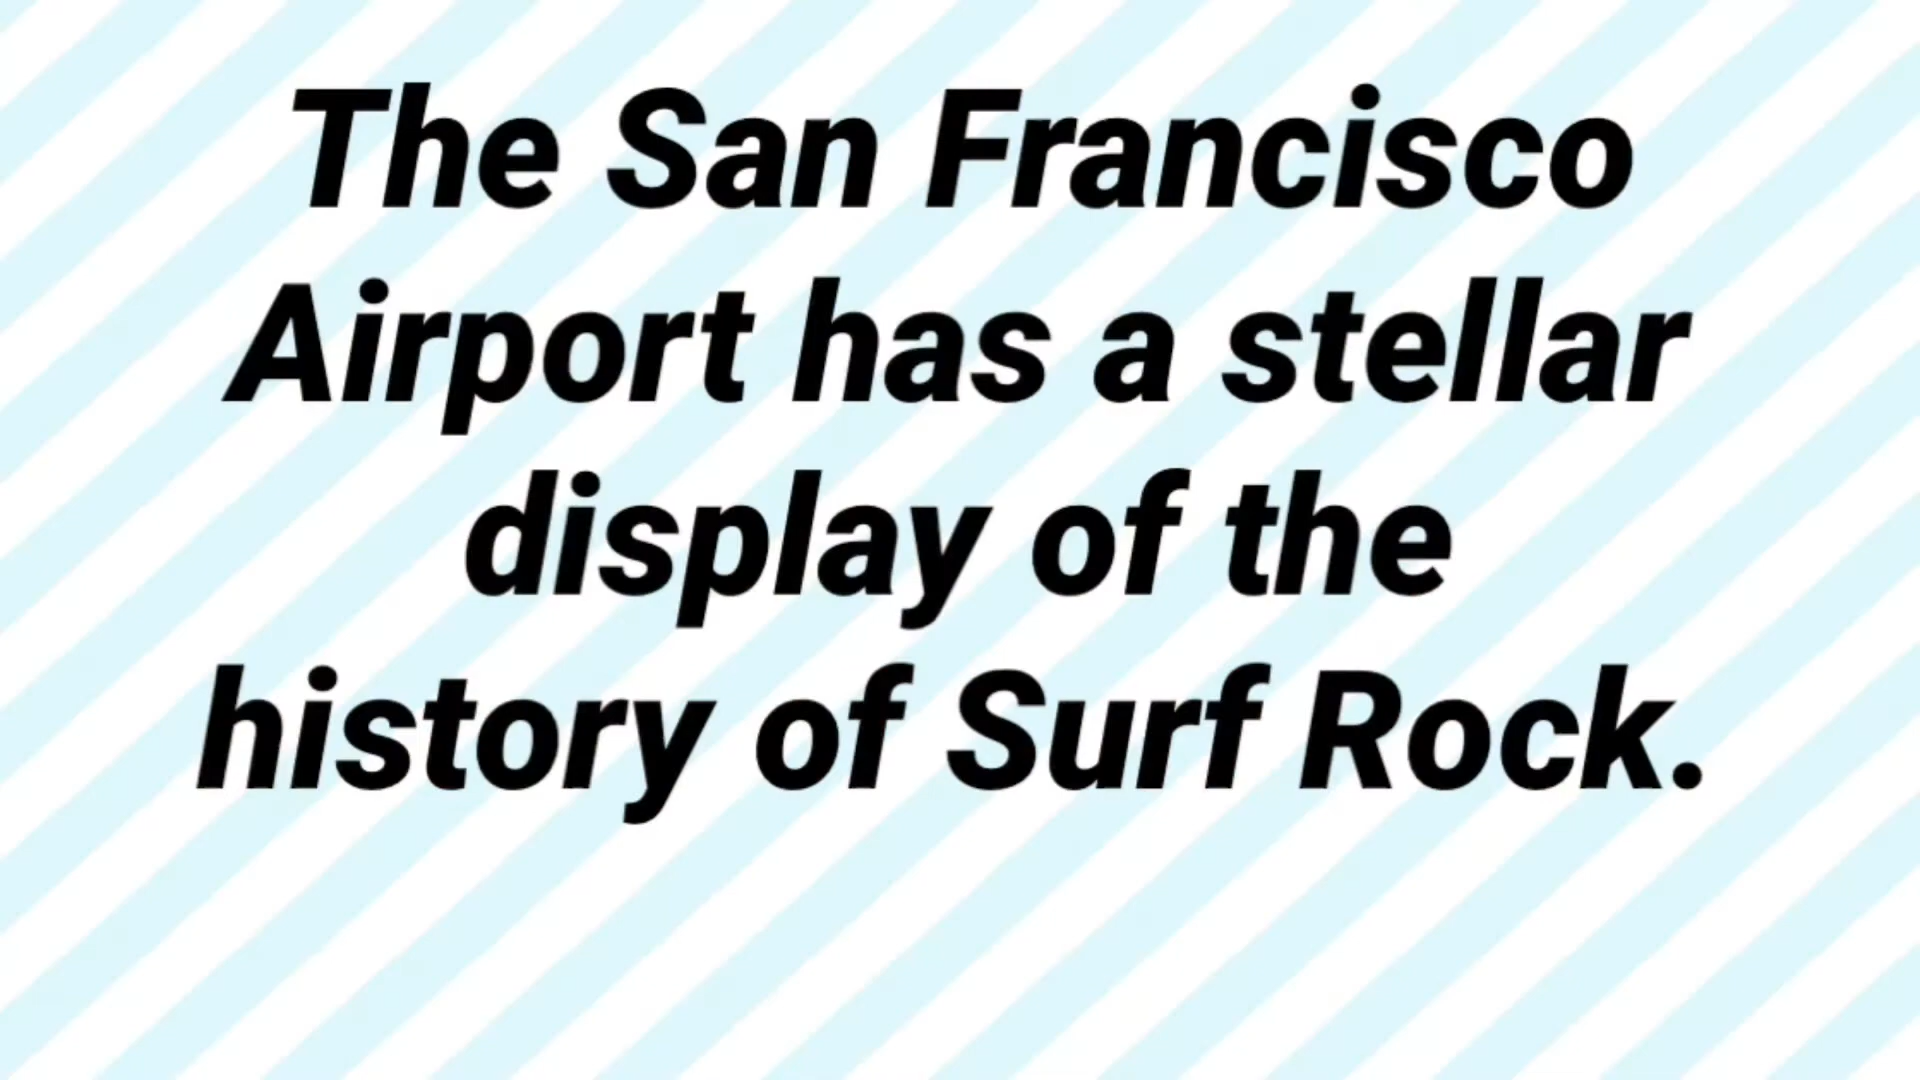 The San Francisco
Airport has a stellar
display of the
history of Surf Rock.